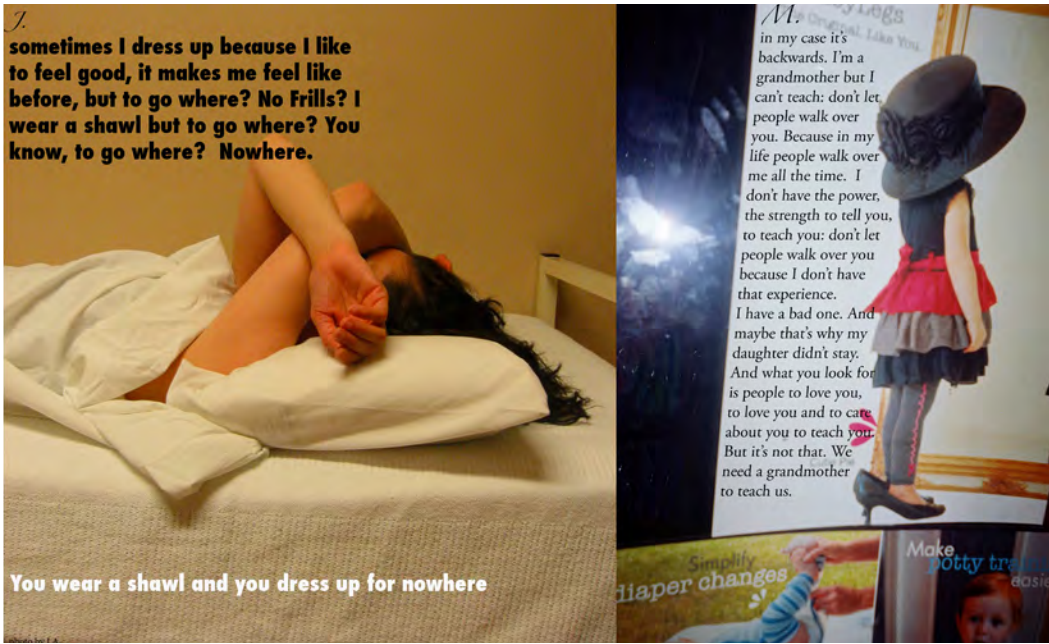 J.
sometimes I dress up because I like
to feel good, it makes me feel like
before, but to go where? No Frills? I
wear a shawl but to go where? You
know, to go where? Nowhere.
You wear a shawl and you dress up for nowhere
photo by J.A.
M.
Legs
Original. Like You.
in my case it's
backwards. I'm a
grandmother but I
can't teach: don't let
people walk over
you. Because in my
life people walk over
me all the time. I
don't have the power,
the strength to tell you,
to teach you: don't let
people walk over you
because I don't have
that experience.
I have a bad one. And
maybe that's why my
daughter didn't stay.
And what you look for
is people to love you,
to love you and to care
about you to teach you.
But it's not that. We
need a grandmother
to teach us.
Simplify
diaper changes
Make
potty
easie